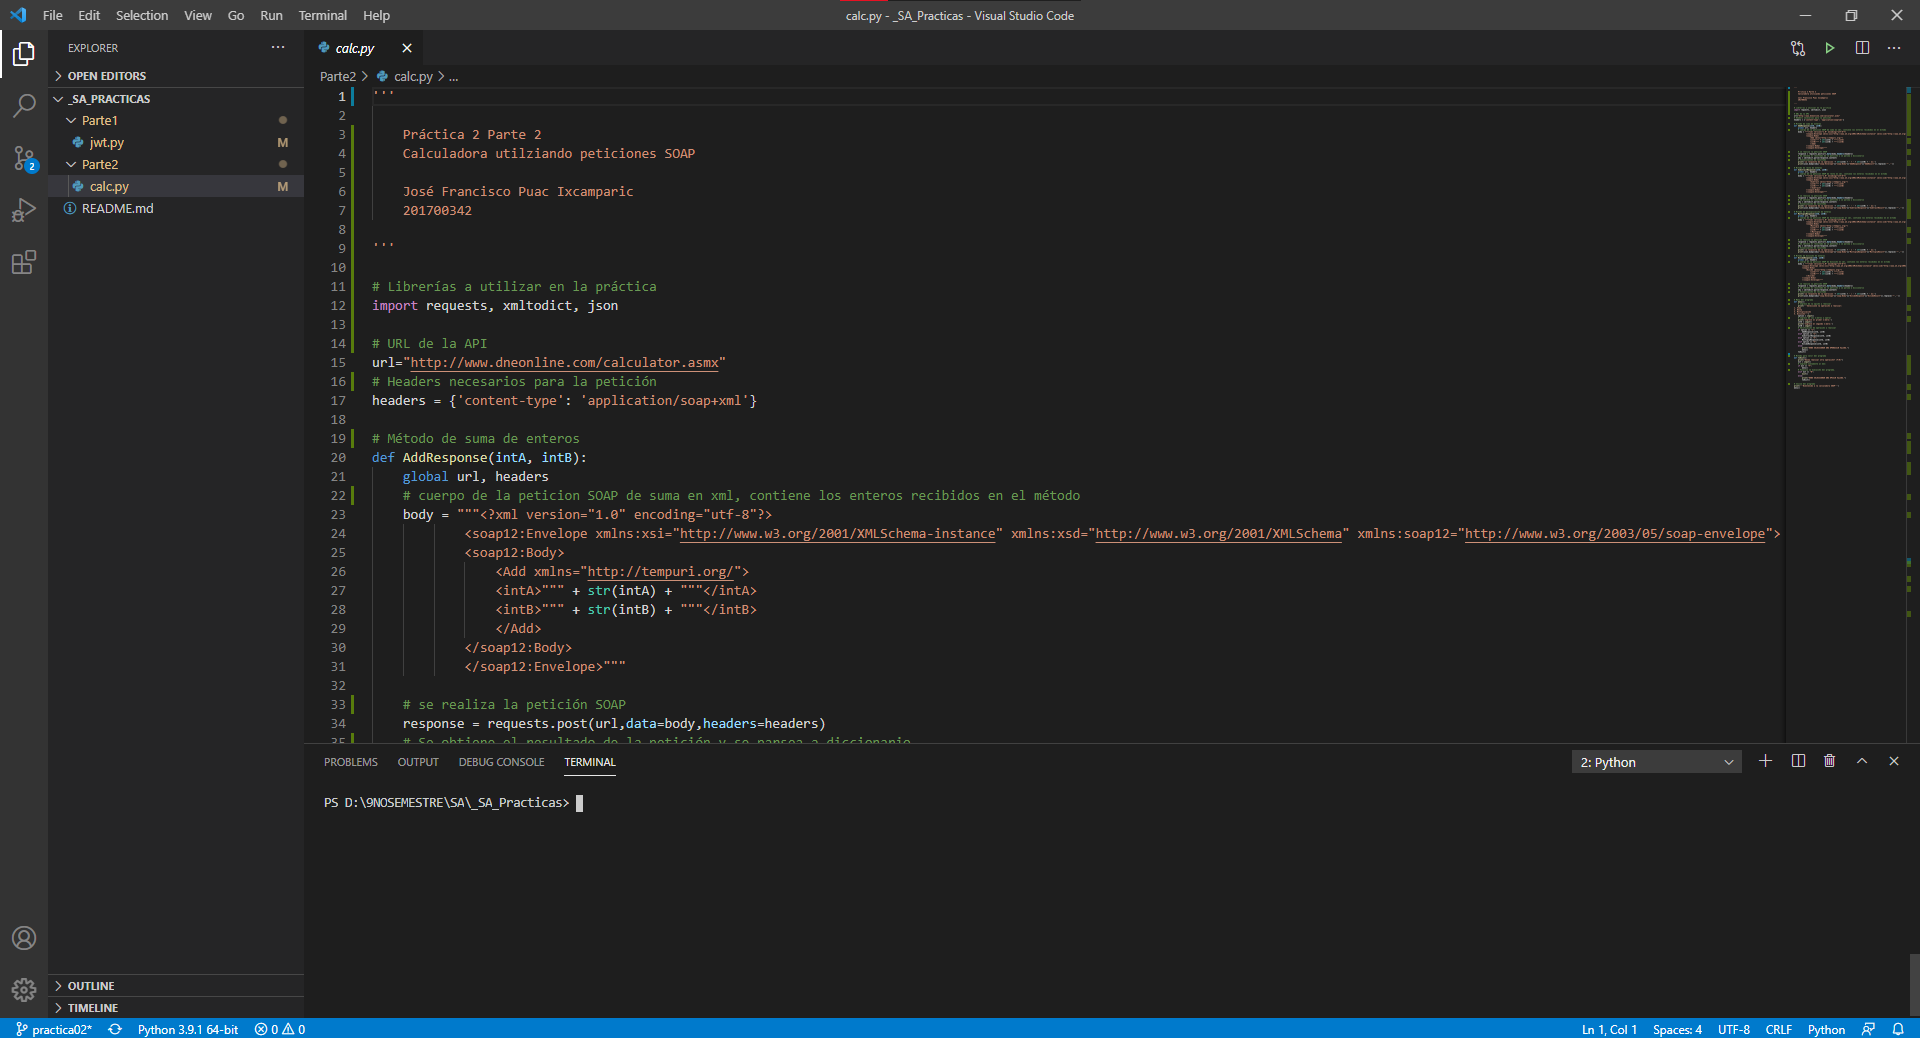 File Edit Selection View Go Run Terminal Help
calc.py - _SA_Practicas - Visual Studio Code
EXPLORER
OPEN EDITORS
_SA_PRACTICAS
Parte1
jwt.py M
Parte2
calc.py M
README.md
OUTLINE
TIMELINE
2
calc.py
Parte2 > calc.py > ...
1 '''
2
3 Práctica 2 Parte 2
4 Calculadora utilziando peticiones SOAP
5
6 José Francisco Puac Ixcamparic
7 201700342
8
9 '''
10
11 # Librerías a utilizar en la práctica
12 import requests, xmltodict, json
13
14 # URL de la API
15 url="http://www.dneonline.com/calculator.asmx"
16 # Headers necesarios para la petición
17 headers = {'content-type': 'application/soap+xml'}
18
19 # Método de suma de enteros
20 def AddResponse(intA, intB):
21 global url, headers
22 # cuerpo de la peticion SOAP de suma en xml, contiene los enteros recibidos en el método
23 body = """<?xml version="1.0" encoding="utf-8"?>
24 <soap12:Envelope xmlns:xsi="http://www.w3.org/2001/XMLSchema-instance" xmlns:xsd="http://www.w3.org/2001/XMLSchema" xmlns:soap12="http://www.w3.org/2003/05/soap-envelope">
25 <soap12:Body>
26 <Add xmlns="http://tempuri.org/">
27 <intA>""" + str(intA) + """</intA>
28 <intB>""" + str(intB) + """</intB>
29 </Add>
30 </soap12:Body>
31 </soap12:Envelope>"""
32
33 # se realiza la petición SOAP
34 response = requests.post(url,data=body,headers=headers)
35 # Se obtiene el resultado de la petición y se parsea a diccionario
PROBLEMS OUTPUT DEBUG CONSOLE TERMINAL
2: Python
PS D:\9NOSEMESTRE\SA\_SA_Practicas>
practica02* Python 3.9.1 64-bit 0 0
Ln 1, Col 1 Spaces: 4 UTF-8 CRLF Python